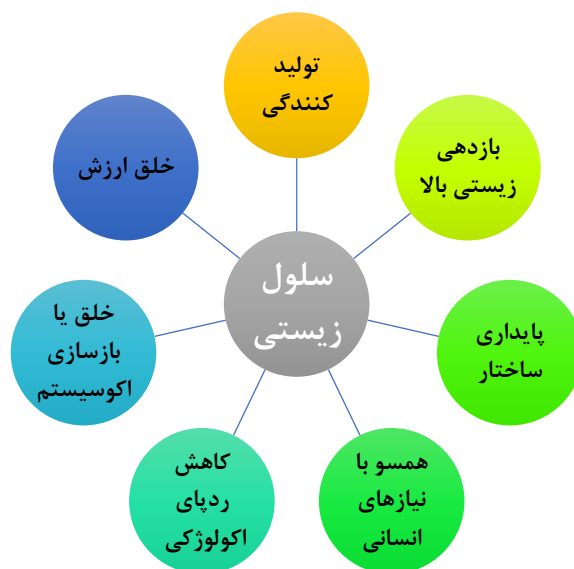 تولید
کنندگی
بازدهی
زیستی بالا
پایداری
ساختار
همسو با
نیازهای
انسانی
کاهش
ردپای
اکولوژکی
خلق یا
بازسازی
اکوسیستم
خلق ارزش
سلول
زیستی